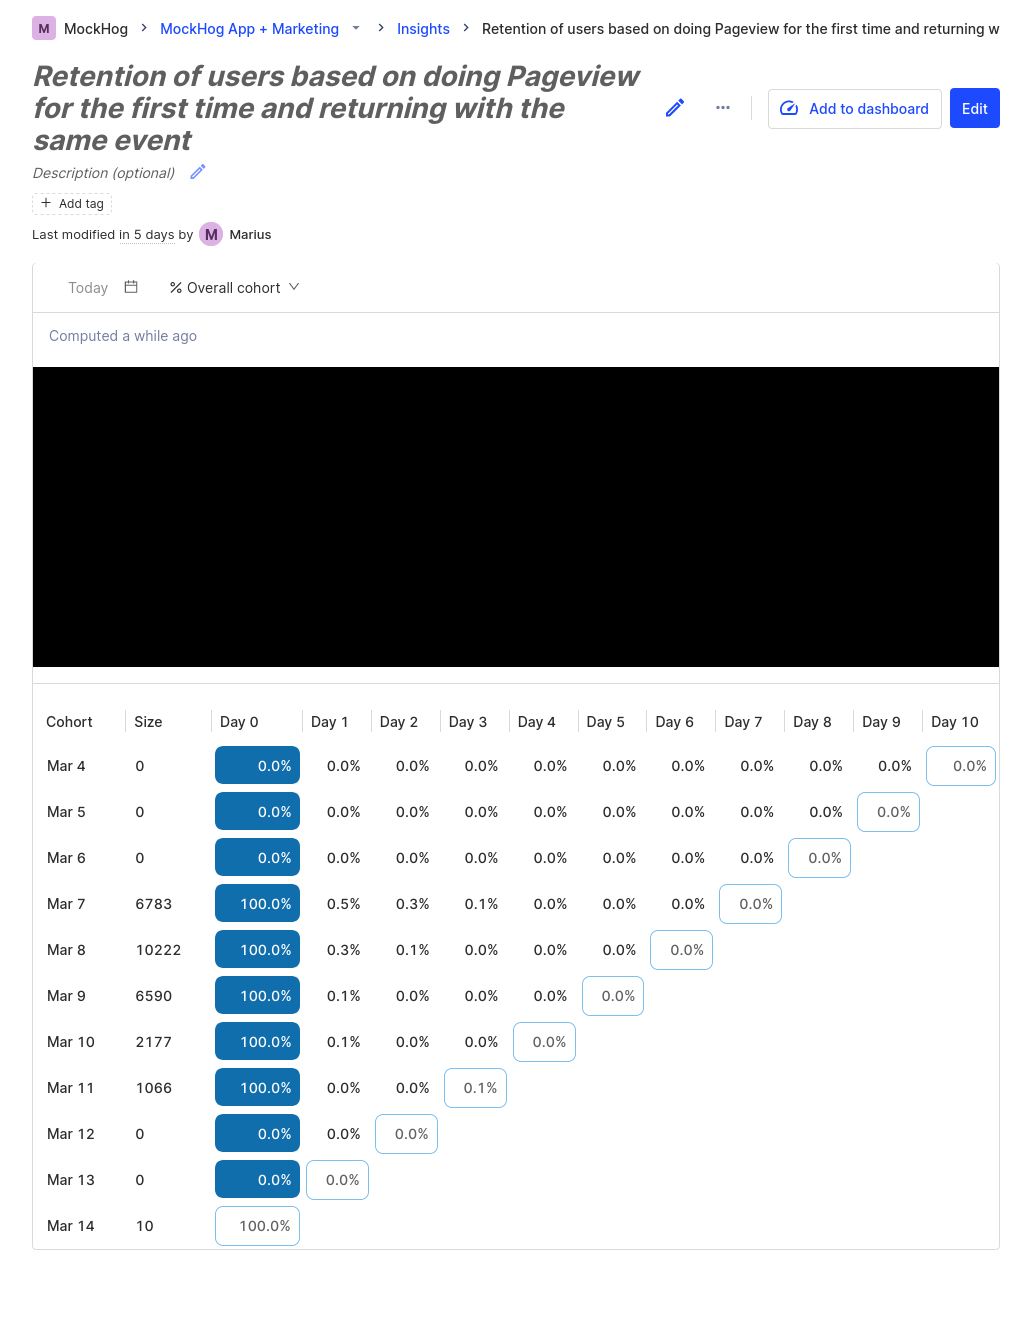 M MockHog > MockHog App + Marketing > Insights > Retention of users based on doing Pageview for the first time and returning w
Retention of users based on doing Pageview
for the first time and returning with the
same event
Add to dashboard Edit
Description (optional)
+ Add tag
Last modified in 5 days by M Marius
Today % Overall cohort
Computed a while ago
Cohort Size Day 0 Day 1 Day 2 Day 3 Day 4 Day 5 Day 6 Day 7 Day 8 Day 9 Day 10
Mar 4 0 0.0% 0.0% 0.0% 0.0% 0.0% 0.0% 0.0% 0.0% 0.0% 0.0% 0.0%
Mar 5 0 0.0% 0.0% 0.0% 0.0% 0.0% 0.0% 0.0% 0.0% 0.0% 0.0%
Mar 6 0 0.0% 0.0% 0.0% 0.0% 0.0% 0.0% 0.0% 0.0% 0.0%
Mar 7 6783 100.0% 0.5% 0.3% 0.1% 0.0% 0.0% 0.0% 0.0%
Mar 8 10222 100.0% 0.3% 0.1% 0.0% 0.0% 0.0% 0.0%
Mar 9 6590 100.0% 0.1% 0.0% 0.0% 0.0% 0.0%
Mar 10 2177 100.0% 0.1% 0.0% 0.0% 0.0%
Mar 11 1066 100.0% 0.0% 0.0% 0.1%
Mar 12 0 0.0% 0.0% 0.0%
Mar 13 0 0.0% 0.0%
Mar 14 10 100.0%